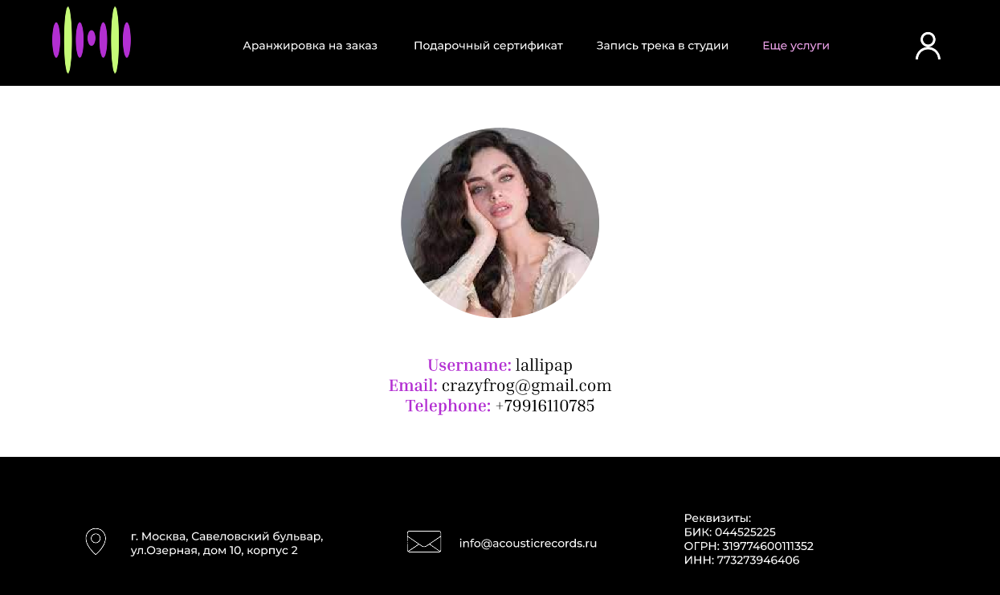 Аранжировка на заказ
Подарочный сертификат
Запись трека в студии
Еще услуги
Username: lallipap
Email: crazyfrog@gmail.com
Telephone: +79916110785
г. Москва, Савеловский бульвар,
ул.Озерная, дом 10, корпус 2
info@acousticrecords.ru
Реквизиты:
БИК: 044525225
ОГРН: 319774600111352
ИНН: 773273946406